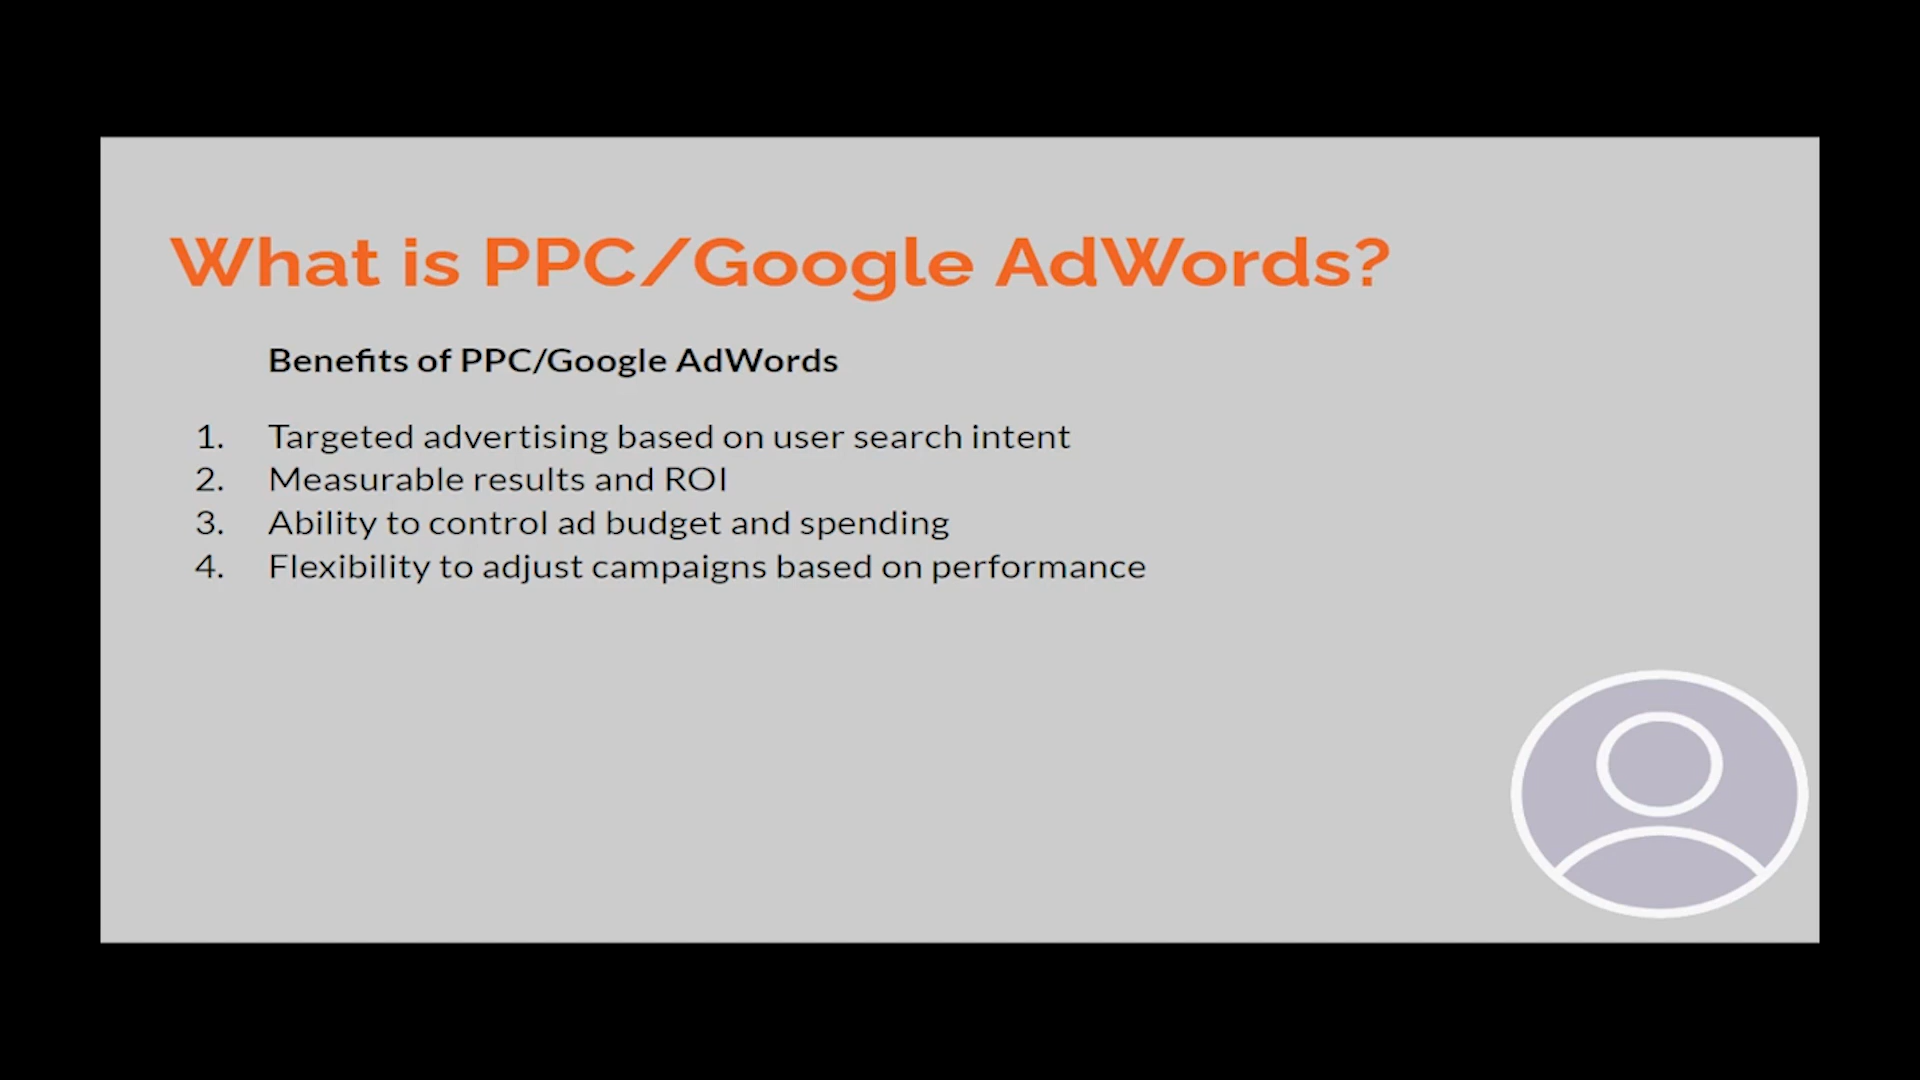 What is PPC/Google AdWords?
Benefits of PPC/Google AdWords
1. Targeted advertising based on user search intent
2. Measurable results and ROI
3. Ability to control ad budget and spending
4. Flexibility to adjust campaigns based on performance